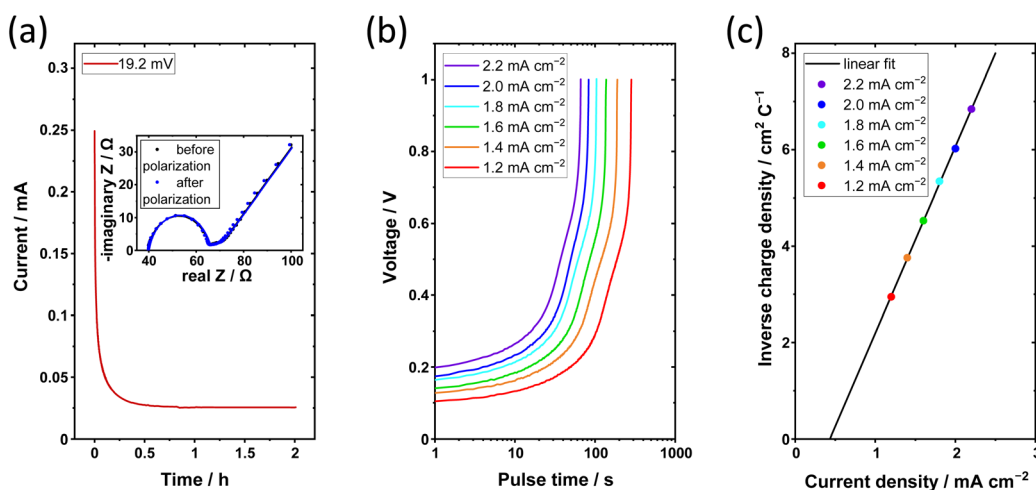 (a)
0.3
0.25
0.2
0.15
0.1
0.05
0
Current / mA
19.2 mV
30
20
10
0
-imaginary Z / Ω
before
polarization
after
polarization
40 60 80 100
real Z / Ω
0 0.5 1 1.5 2
Time / h
(b)
1
0.8
0.6
0.4
0.2
0
Voltage / V
2.2 mA cm⁻²
2.0 mA cm⁻²
1.8 mA cm⁻²
1.6 mA cm⁻²
1.4 mA cm⁻²
1.2 mA cm⁻²
1 10 100 1000
Pulse time / s
(c)
8
6
4
2
0
Inverse charge density / cm² C⁻¹
linear fit
2.2 mA cm⁻²
2.0 mA cm⁻²
1.8 mA cm⁻²
1.6 mA cm⁻²
1.4 mA cm⁻²
1.2 mA cm⁻²
0 1 2 3
Current density / mA cm⁻²